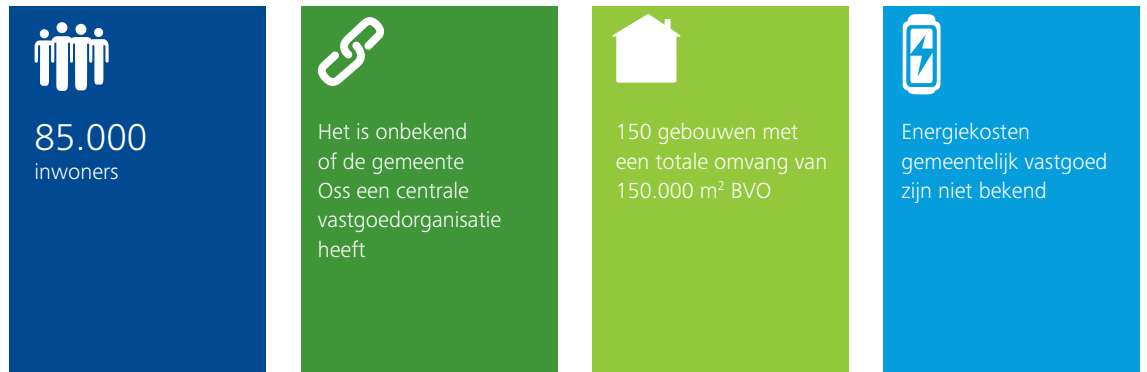 85.000
inwoners
Het is onbekend
of de gemeente
Oss een centrale
vastgoedorganisatie
heeft
150 gebouwen met
een totale omvang van
150.000 m² BVO
Energiekosten
gemeentelijk vastgoed
zijn niet bekend